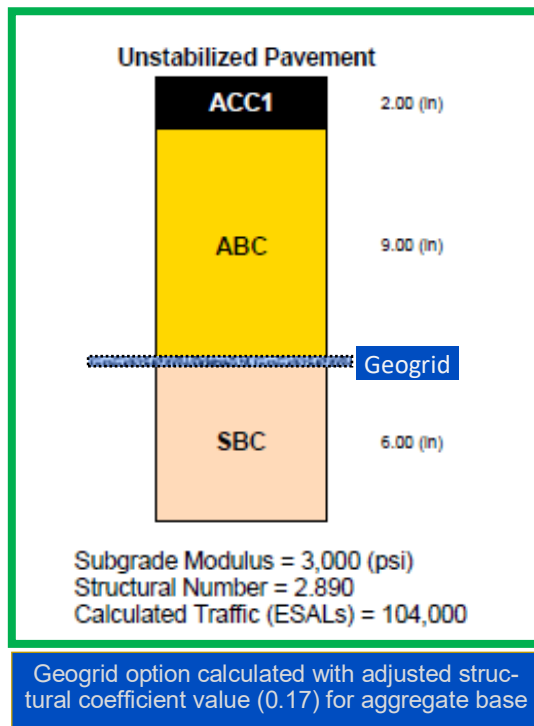 Unstabilized Pavement
ACC1 2.00 (in)
ABC 9.00 (in)
Geogrid
SBC 6.00 (in)
Subgrade Modulus = 3,000 (psi)
Structural Number = 2.890
Calculated Traffic (ESALs) = 104,000
Geogrid option calculated with adjusted struc-
tural coefficient value (0.17) for aggregate base